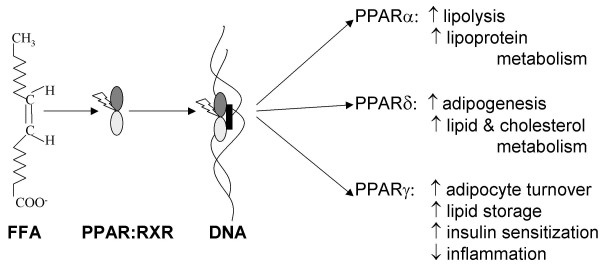 CH3
H
C
C
H
COO-
FFA
PPAR:RXR
DNA
PPARα: ↑ lipolysis
↑ lipoprotein
metabolism
PPARδ: ↑ adipogenesis
↑ lipid & cholesterol
metabolism
PPARγ: ↑ adipocyte turnover
↑ lipid storage
↑ insulin sensitization
↓ inflammation